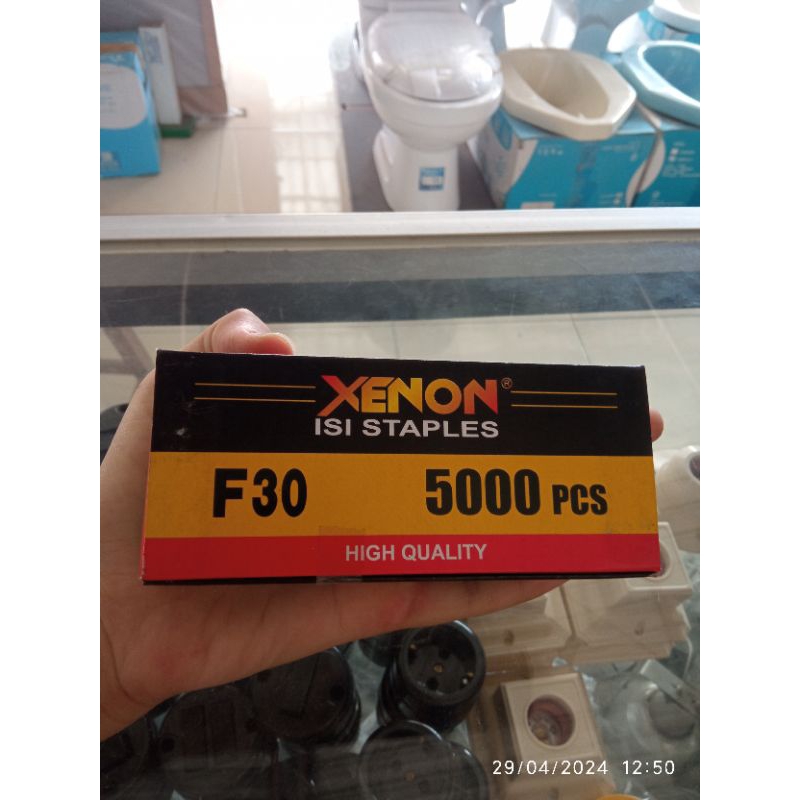 XENON®
ISI STAPLES
F30 5000 PCS
HIGH QUALITY
29/04/2024 12:50